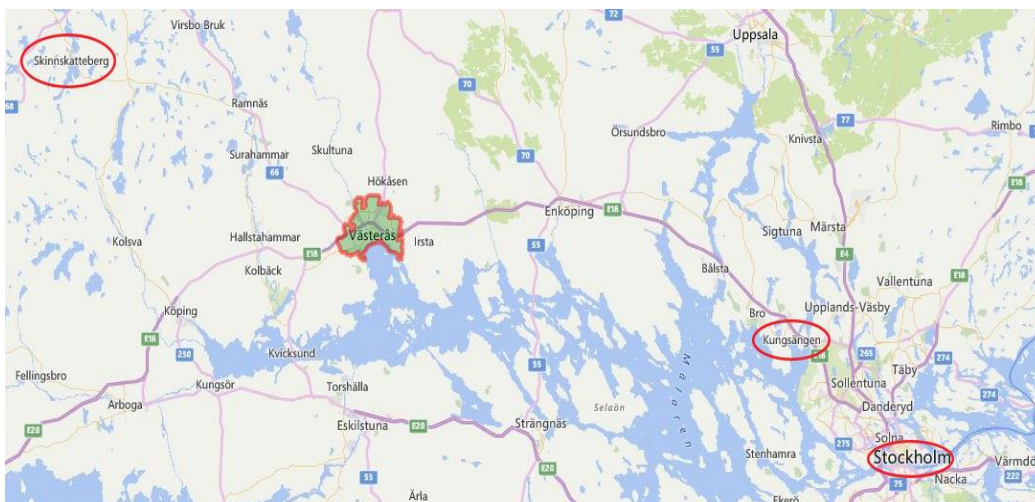 Virsbo Bruk
72
Uppsala
55
Skinnskatteberg
70
68
Ramnäs
Örsundsbro
77
Rimbo
Knivsta
Skultuna
Surahammar
70
66
Hökåsen
E18
Enköping
E18
Västerås
Irsta
Sigtuna
Märsta
Kolsva
Hallstahammar
E18
55
E4
E18
Kolbäck
Bålsta
Vallentuna
Köping
Bro
Upplands-Väsby
E18
Kungsängen
250
Kvicksund
E18
265
274
55
Mälaren
Täby
Fellingsbro
Kungsör
Torshälla
Sollentuna
274
Arboga
Selaön
Danderyd
E20
Eskilstuna
E20
Strängnäs
Solna
275
Stenhamra
Stockholm
E20
Värmdö
53
75
Nacka
222
Ärla
Ekerö